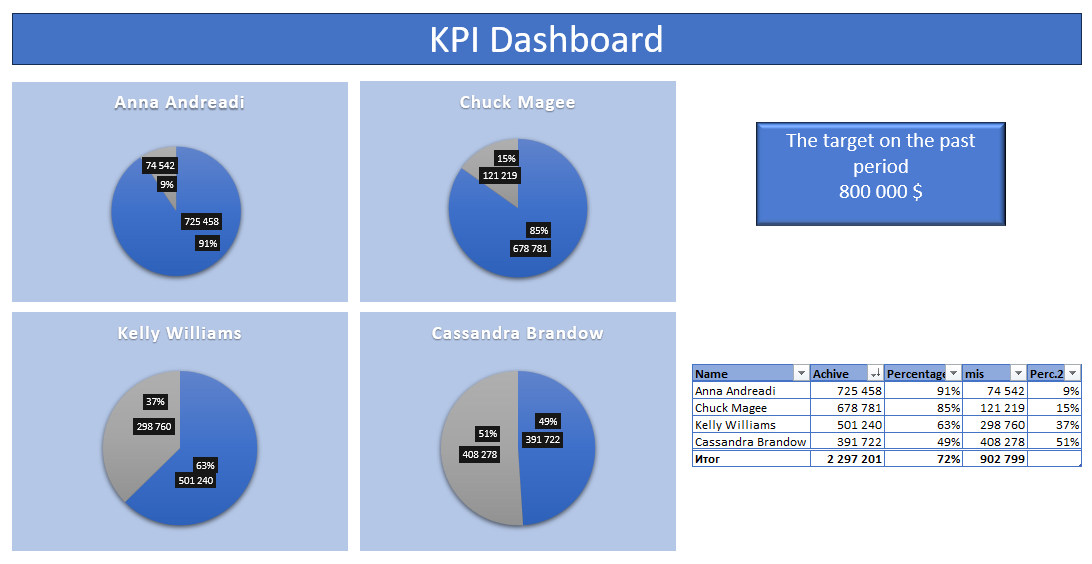 KPI Dashboard
Anna Andreadi
74 542
9%
725 458
91%
Chuck Magee
15%
121 219
85%
678 781
The target on the past
period
800 000 $
Kelly Williams
37%
298 760
63%
501 240
Cassandra Brandow
49%
391 722
51%
408 278
Name Achive Percentage mis Perc.2
Anna Andreadi 725 458 91% 74 542 9%
Chuck Magee 678 781 85% 121 219 15%
Kelly Williams 501 240 63% 298 760 37%
Cassandra Brandow 391 722 49% 408 278 51%
Итог 2 297 201 72% 902 799